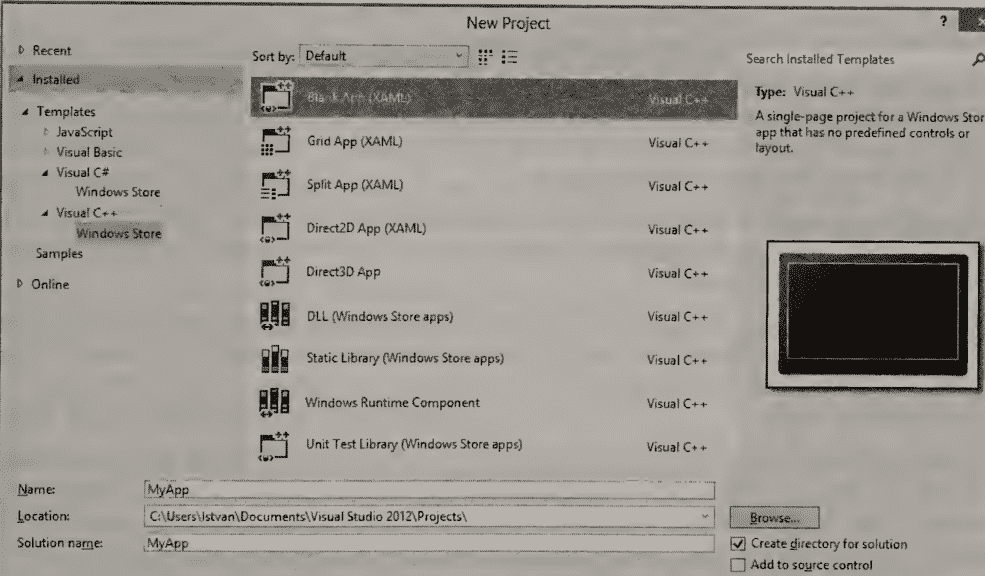 New Project
?
Recent
Installed
Templates
JavaScript
Visual Basic
Visual C#
Windows Store
Visual C++
Windows Store
Samples
Online
Sort by: Default
Blank App (XAML) Visual C++
Grid App (XAML) Visual C++
Split App (XAML) Visual C++
Direct2D App (XAML) Visual C++
Direct3D App Visual C++
DLL (Windows Store apps) Visual C++
Static Library (Windows Store apps) Visual C++
Windows Runtime Component Visual C++
Unit Test Library (Windows Store apps) Visual C++
Search Installed Templates
Type: Visual C++
A single-page project for a Windows Stor
app that has no predefined controls or
layout.
Name: MyApp
Location: C:\Users\Istvan\Documents\Visual Studio 2012\Projects\
Browse...
Solution name: MyApp
Create directory for solution
Add to source control